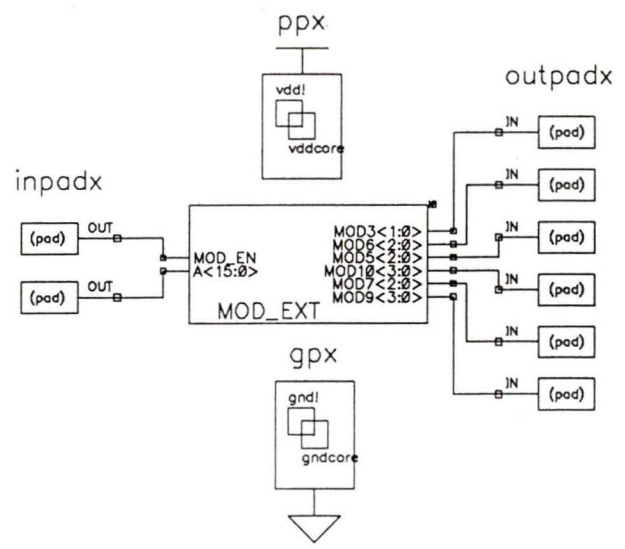 ppx
vdd!
vddcore
outpadx
IN
(pad)
IN
(pad)
IN
(pad)
IN
(pad)
IN
(pad)
IN
(pad)
inpadx
(pad)
OUT
(pad)
OUT
MOD_EN
A<15:0>
MOD3<1:0>
MOD6<2:0>
MOD5<2:0>
MOD10<3:0>
MOD7<2:0>
MOD9<3:0>
MOD_EXT
gpx
gnd!
gndcore